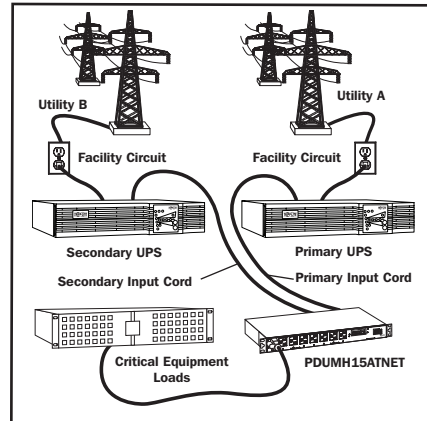 Utility B
Utility A
Facility Circuit
Facility Circuit
Secondary UPS
Primary UPS
Secondary Input Cord
Primary Input Cord
Critical Equipment
Loads
PDUMH15ATNET